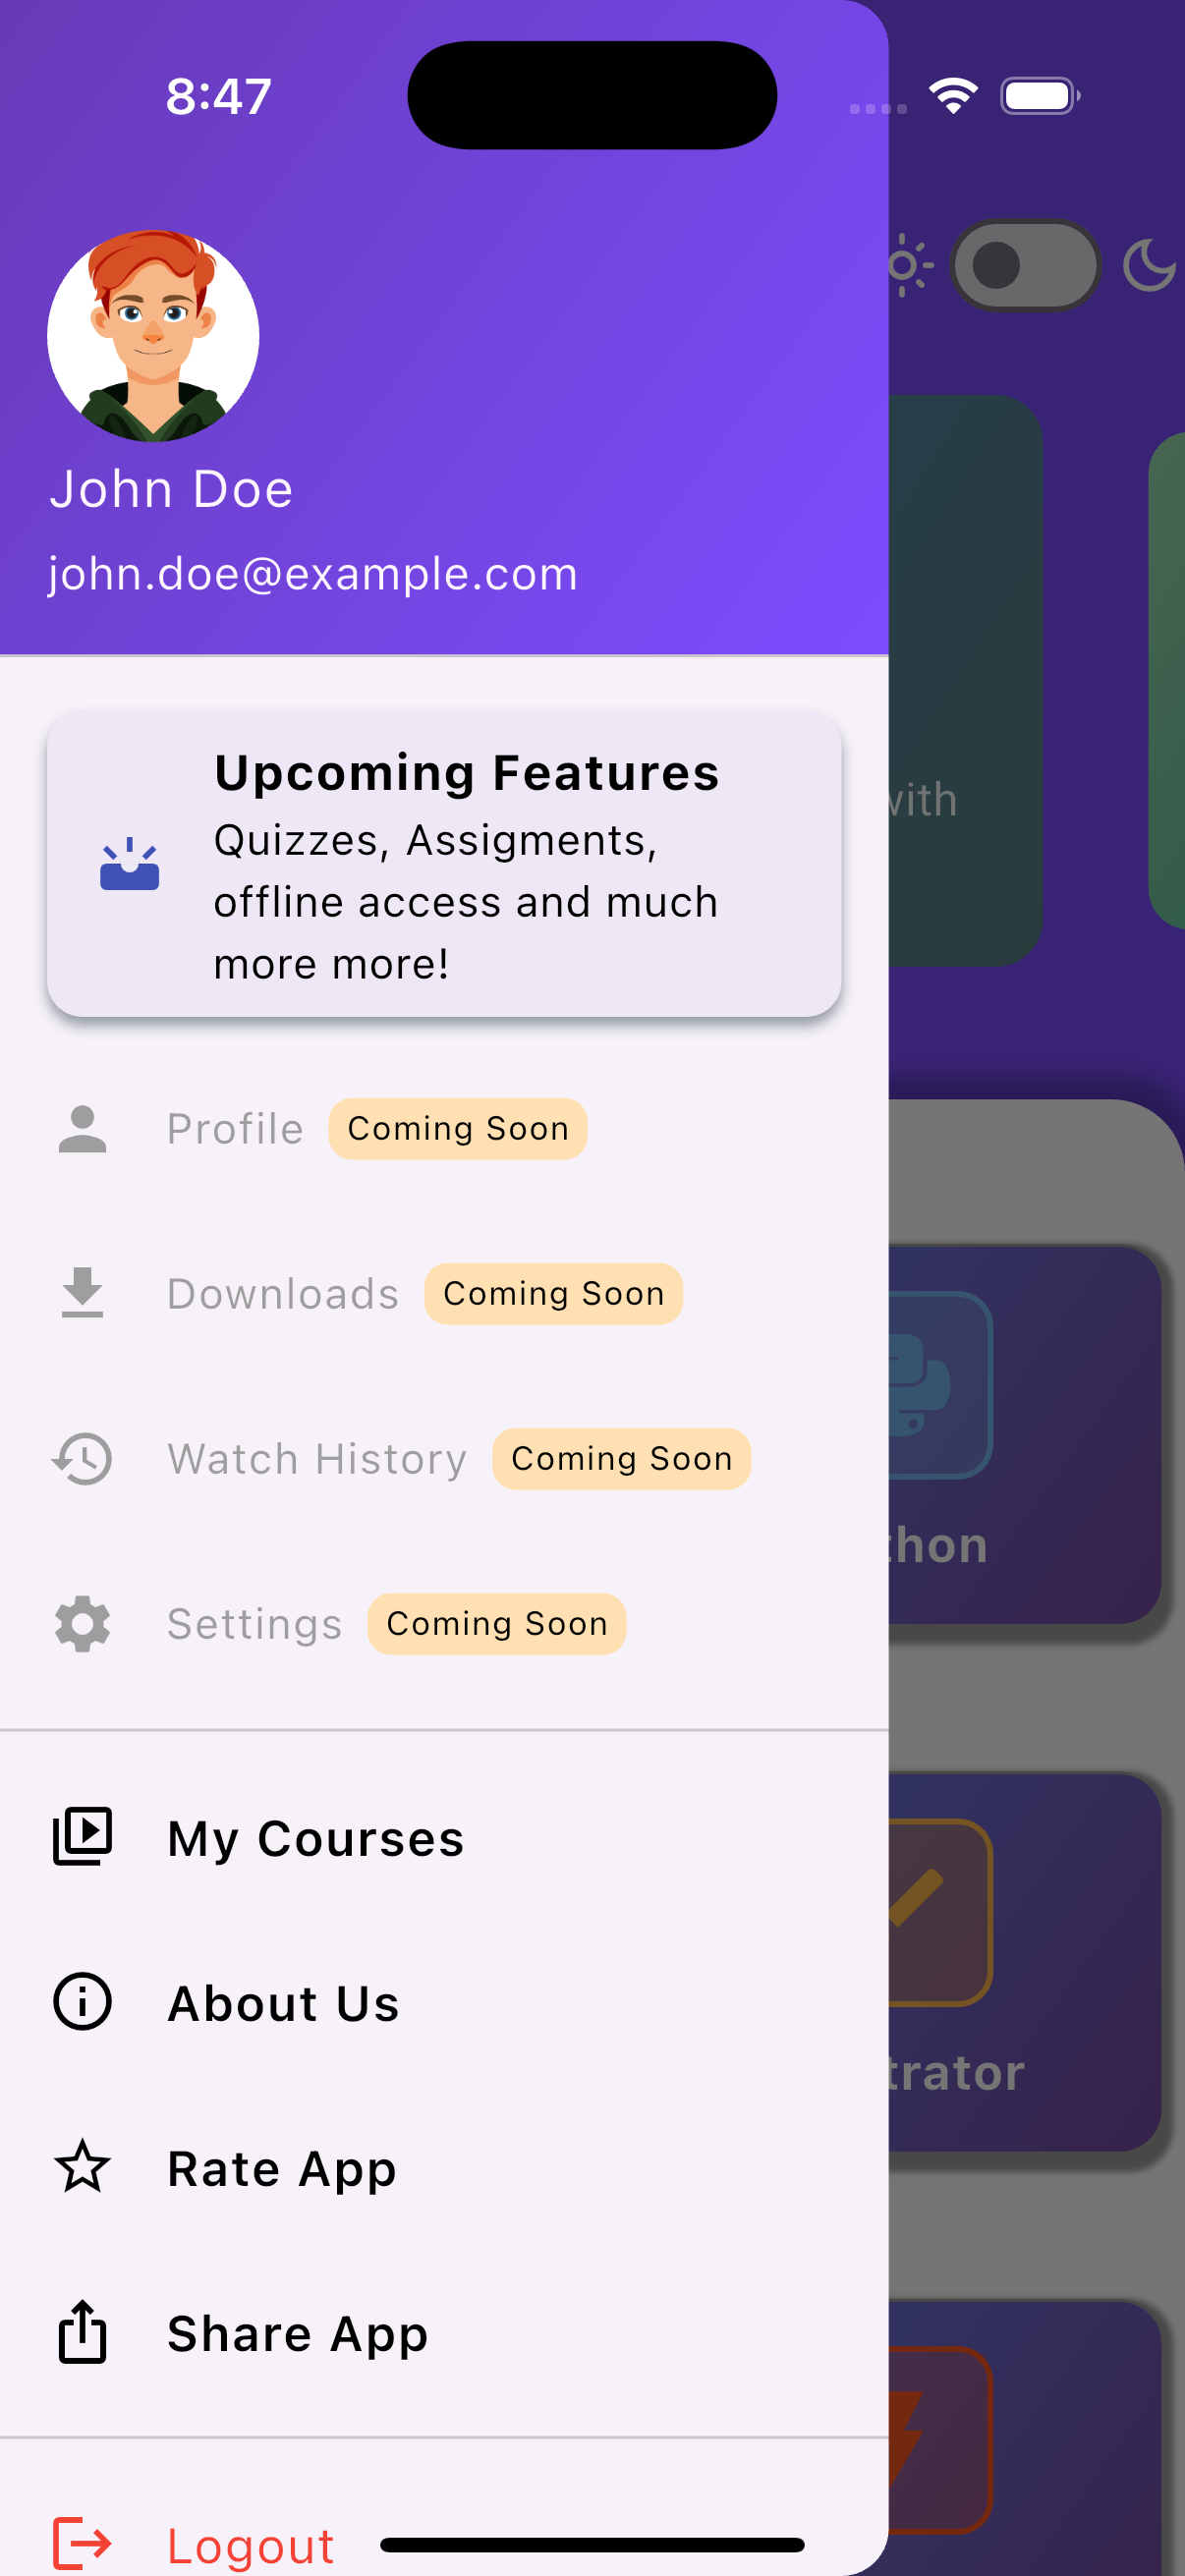 8:47
John Doe
john.doe@example.com
with
Upcoming Features
Quizzes, Assigments,
offline access and much
more more!
Profile Coming Soon
Downloads Coming Soon
Watch History Coming Soon
thon
Settings Coming Soon
My Courses
About Us
trator
Rate App
Share App
Logout